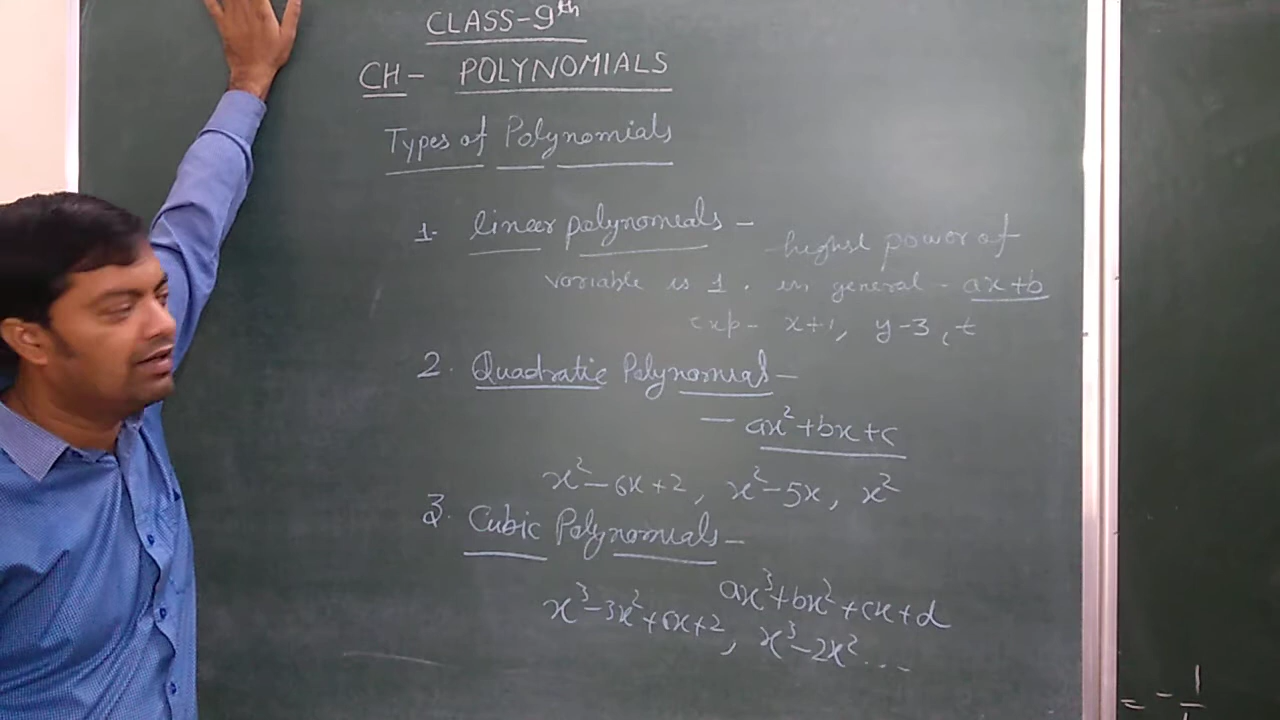 CLASS-9th
CH- POLYNOMIALS
Types of Polynomials
1. linear polynomials - highest power of
variable is 1. in general - ax+b
exp- x+1, y-3, t
2. Quadratic Polynomial-
- ax²+bx+c
x²-6x+2, x²-5x, x²
3. Cubic Polynomials-
ax³+bx²+cx+d
x³-3x²+6x+2, x³-2x²...
= -1